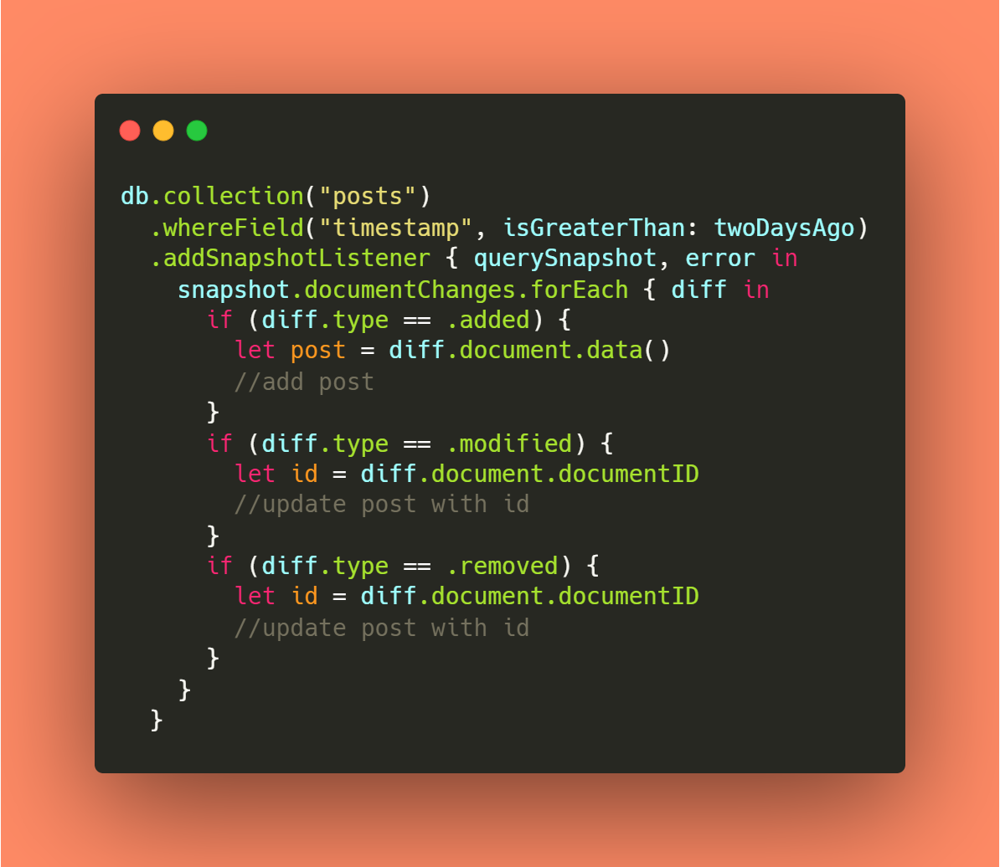 db.collection("posts")
  .whereField("timestamp", isGreaterThan: twoDaysAgo)
  .addSnapshotListener { querySnapshot, error in
    snapshot.documentChanges.forEach { diff in
      if (diff.type == .added) {
        let post = diff.document.data()
        //add post
      }
      if (diff.type == .modified) {
        let id = diff.document.documentID
        //update post with id
      }
      if (diff.type == .removed) {
        let id = diff.document.documentID
        //update post with id
      }
    }
  }